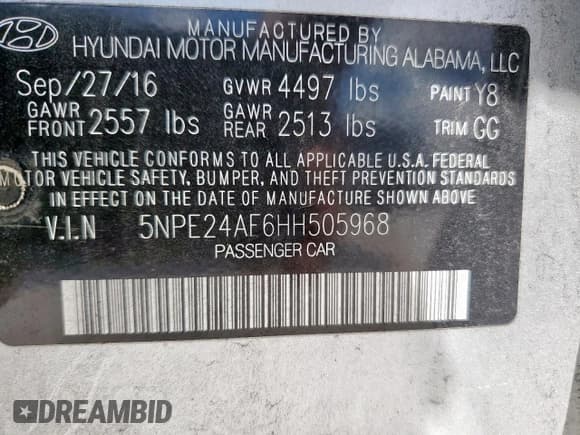 MANUFACTURED BY
HYUNDAI MOTOR MANUFACTURING ALABAMA, LLC
Sep/27/16 GVWR 4497 lbs PAINT Y8
GAWR FRONT 2557 lbs GAWR REAR 2513 lbs TRIM GG
THIS VEHICLE CONFORMS TO ALL APPLICABLE U.S.A. FEDERAL
MOTOR VEHICLE SAFETY, BUMPER, AND THEFT PREVENTION STANDARDS
IN EFFECT ON THE DATE OF MANUFACTURE SHOWN ABOVE
V.I.N 5NPE24AF6HH505968
PASSENGER CAR
DREAMBID